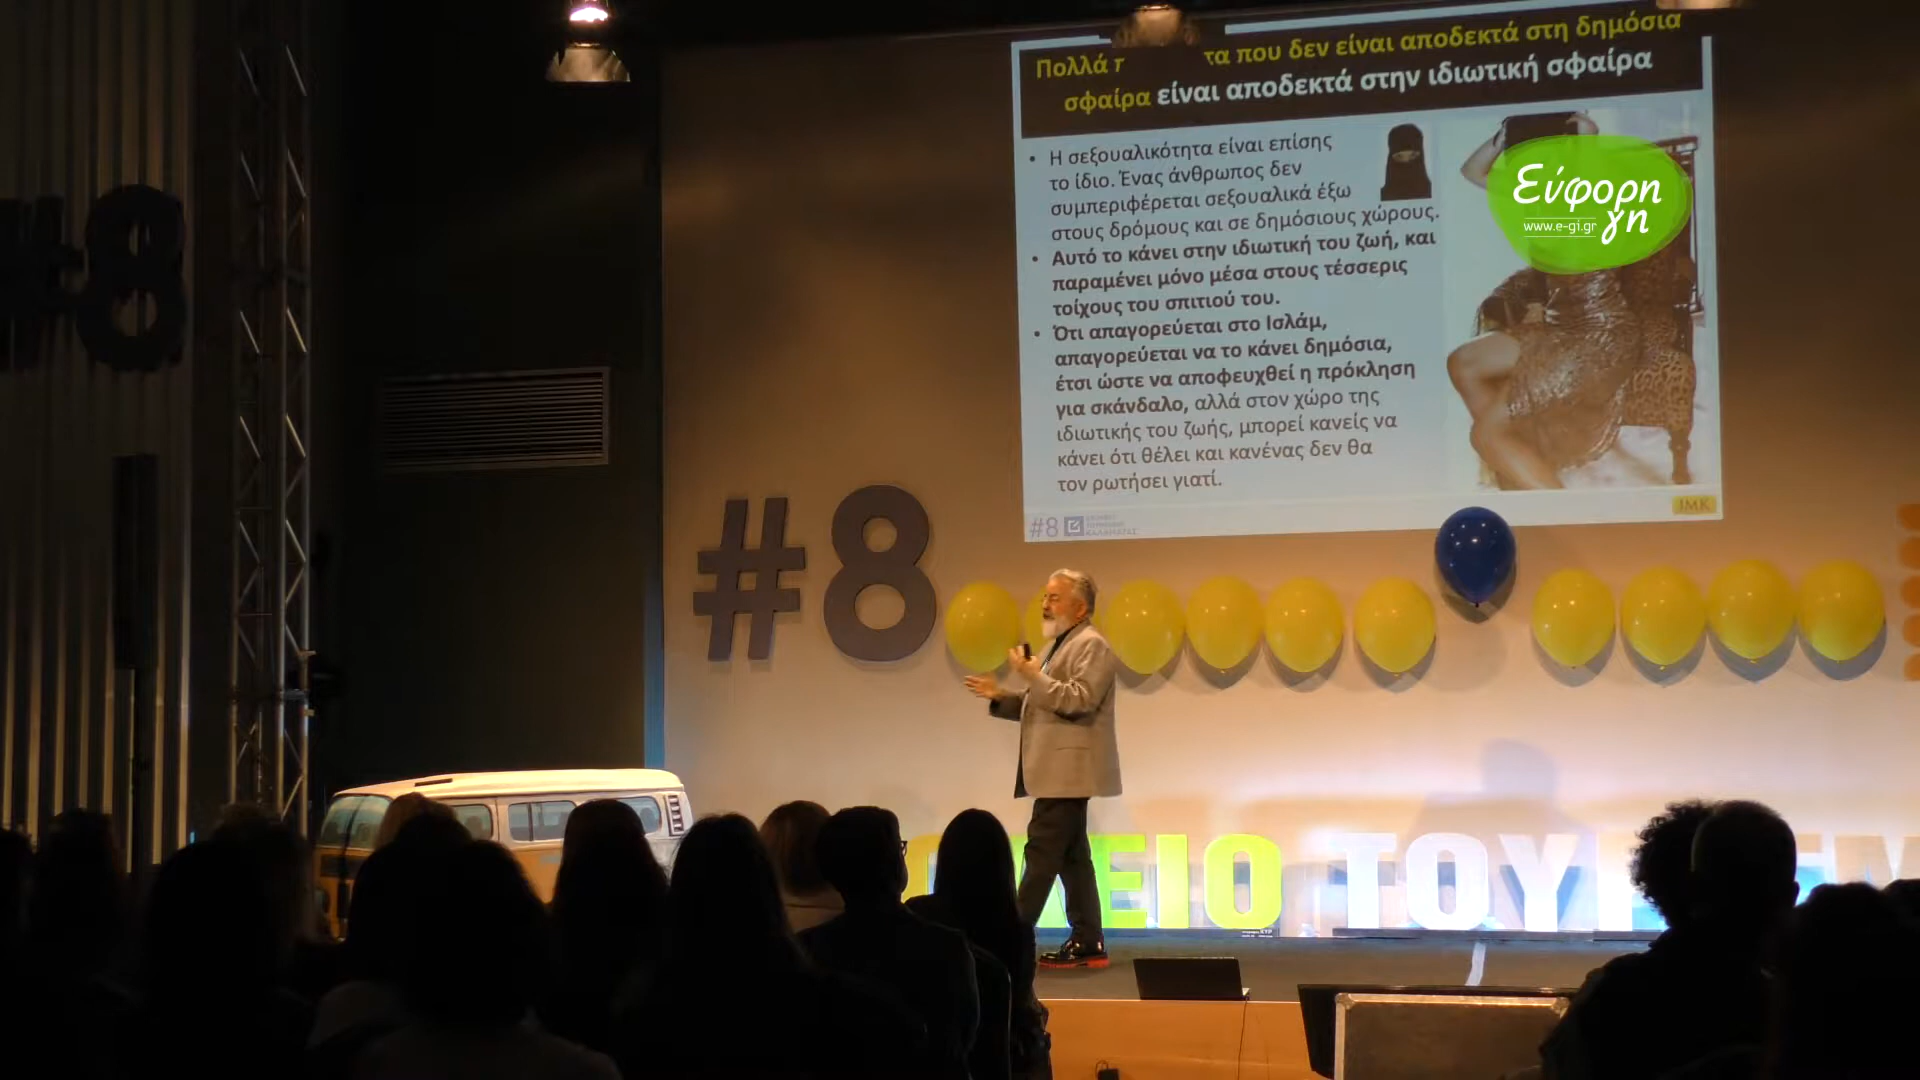 Πολλά π τα που δεν είναι αποδεκτά στη δημόσια
σφαίρα είναι αποδεκτά στην ιδιωτική σφαίρα
• Η σεξουαλικότητα είναι επίσης
το ίδιο. Ένας άνθρωπος δεν
συμπεριφέρεται σεξουαλικά έξω
στους δρόμους και σε δημόσιους χώρους.
• Αυτό το κάνει στην ιδιωτική του ζωή, και
παραμένει μόνο μέσα στους τέσσερις
τοίχους του σπιτιού του.
• Ότι απαγορεύεται στο Ισλάμ,
απαγορεύεται να το κάνει δημόσια,
έτσι ώστε να αποφευχθεί η πρόκληση
για σκάνδαλο, αλλά στον χώρο της
ιδιωτικής του ζωής, μπορεί κανείς να
κάνει ότι θέλει και κανένας δεν θα
τον ρωτήσει γιατί.
#8
JMK
Εύφορη
γη
www.e-gi.gr
#8
#8
ΕΙΟ ΤΟΥ